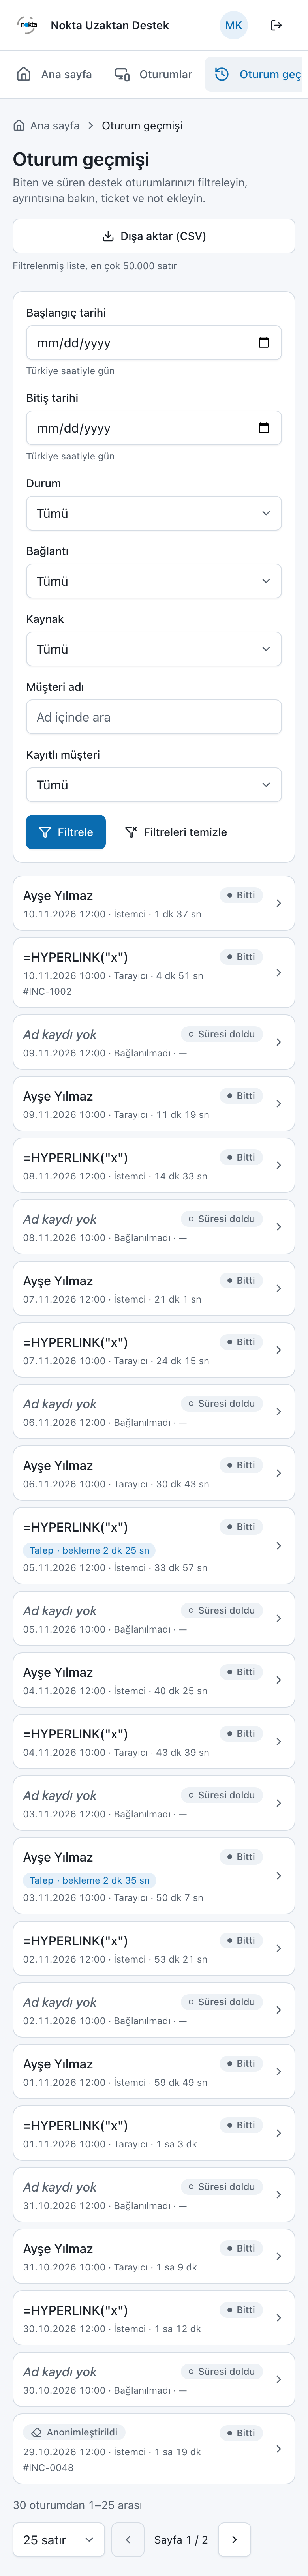 nokta
Nokta Uzaktan Destek
MK
Ana sayfa
Oturumlar
Oturum geç
Ana sayfa
Oturum geçmişi
Oturum geçmişi
Biten ve süren destek oturumlarınızı filtreleyin,
ayrıntısına bakın, ticket ve not ekleyin.
Dışa aktar (CSV)
Filtrelenmiş liste, en çok 50.000 satır
Başlangıç tarihi
mm/dd/yyyy
Türkiye saatiyle gün
Bitiş tarihi
mm/dd/yyyy
Türkiye saatiyle gün
Durum
Tümü
Bağlantı
Tümü
Kaynak
Tümü
Müşteri adı
Ad içinde ara
Kayıtlı müşteri
Tümü
Filtrele
Filtreleri temizle
Ayşe Yılmaz
Bitti
10.11.2026 12:00 · İstemci · 1 dk 37 sn
=HYPERLINK("x")
Bitti
10.11.2026 10:00 · Tarayıcı · 4 dk 51 sn
#INC-1002
Ad kaydı yok
Süresi doldu
09.11.2026 12:00 · Bağlanılmadı · —
Ayşe Yılmaz
Bitti
09.11.2026 10:00 · Tarayıcı · 11 dk 19 sn
=HYPERLINK("x")
Bitti
08.11.2026 12:00 · İstemci · 14 dk 33 sn
Ad kaydı yok
Süresi doldu
08.11.2026 10:00 · Bağlanılmadı · —
Ayşe Yılmaz
Bitti
07.11.2026 12:00 · İstemci · 21 dk 1 sn
=HYPERLINK("x")
Bitti
07.11.2026 10:00 · Tarayıcı · 24 dk 15 sn
Ad kaydı yok
Süresi doldu
06.11.2026 12:00 · Bağlanılmadı · —
Ayşe Yılmaz
Bitti
06.11.2026 10:00 · Tarayıcı · 30 dk 43 sn
=HYPERLINK("x")
Bitti
Talep · bekleme 2 dk 25 sn
05.11.2026 12:00 · İstemci · 33 dk 57 sn
Ad kaydı yok
Süresi doldu
05.11.2026 10:00 · Bağlanılmadı · —
Ayşe Yılmaz
Bitti
04.11.2026 12:00 · İstemci · 40 dk 25 sn
=HYPERLINK("x")
Bitti
04.11.2026 10:00 · Tarayıcı · 43 dk 39 sn
Ad kaydı yok
Süresi doldu
03.11.2026 12:00 · Bağlanılmadı · —
Ayşe Yılmaz
Bitti
Talep · bekleme 2 dk 35 sn
03.11.2026 10:00 · Tarayıcı · 50 dk 7 sn
=HYPERLINK("x")
Bitti
02.11.2026 12:00 · İstemci · 53 dk 21 sn
Ad kaydı yok
Süresi doldu
02.11.2026 10:00 · Bağlanılmadı · —
Ayşe Yılmaz
Bitti
01.11.2026 12:00 · İstemci · 59 dk 49 sn
=HYPERLINK("x")
Bitti
01.11.2026 10:00 · Tarayıcı · 1 sa 3 dk
Ad kaydı yok
Süresi doldu
31.10.2026 12:00 · Bağlanılmadı · —
Ayşe Yılmaz
Bitti
31.10.2026 10:00 · Tarayıcı · 1 sa 9 dk
=HYPERLINK("x")
Bitti
30.10.2026 12:00 · İstemci · 1 sa 12 dk
Ad kaydı yok
Süresi doldu
30.10.2026 10:00 · Bağlanılmadı · —
Anonimleştirildi
Bitti
29.10.2026 12:00 · İstemci · 1 sa 19 dk
#INC-0048
30 oturumdan 1–25 arası
25 satır
Sayfa 1 / 2